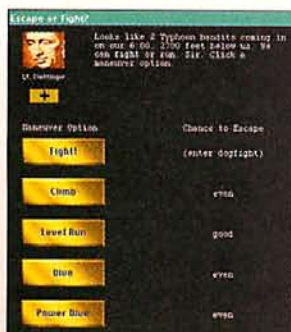 Escape or Fight?
Looks like 2 Typhoon bandits coming in
on our 6:00, 2700 feet below us. We
can fight or run, Sir. Click a
maneuver option
Lt.
Maneuver Option Chance to Escape
Fight! (enter dogfight)
Climb even
Level Run good
Dive even
Power Dive even